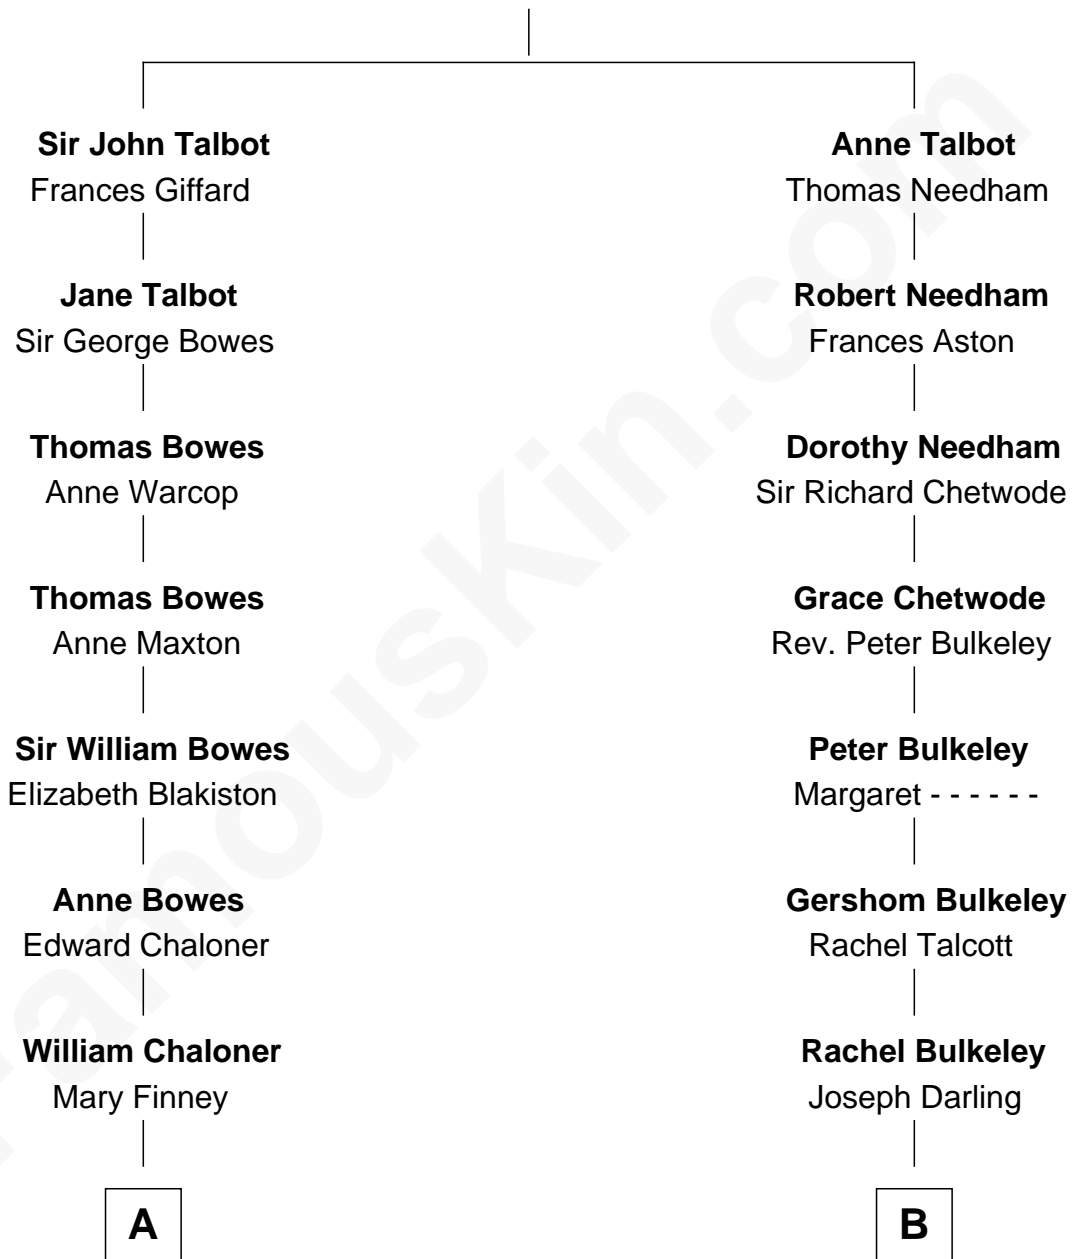 Sir John Talbot
Frances Giffard
Jane Talbot
Sir George Bowes
Thomas Bowes
Anne Warcop
Thomas Bowes
Anne Maxton
Sir William Bowes
Elizabeth Blakiston
Anne Bowes
Edward Chaloner
William Chaloner
Mary Finney
A
Anne Talbot
Thomas Needham
Robert Needham
Frances Aston
Dorothy Needham
Sir Richard Chetwode
Grace Chetwode
Rev. Peter Bulkeley
Peter Bulkeley
Margaret - - - - - -
Gershom Bulkeley
Rachel Talcott
Rachel Bulkeley
Joseph Darling
B
FamousKin.com